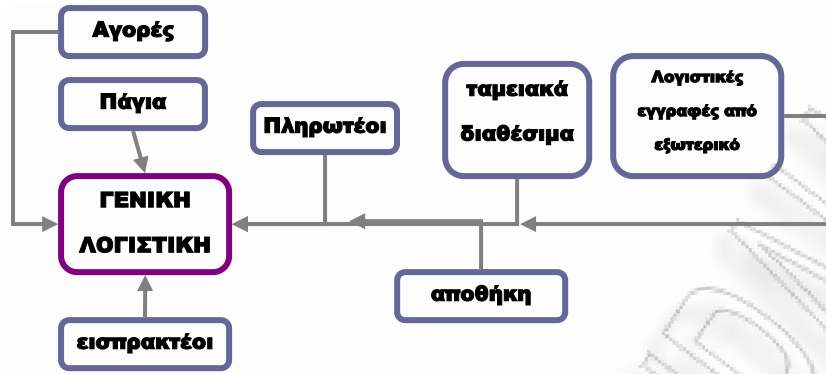 Αγορές
Πάγια
Πληρωτέοι
ταμειακά
διαθέσιμα
Λογιστικές
εγγραφές από
εξωτερικό
ΓΕΝΙΚΗ
ΛΟΓΙΣΤΙΚΗ
αποθήκη
εισπρακτέοι